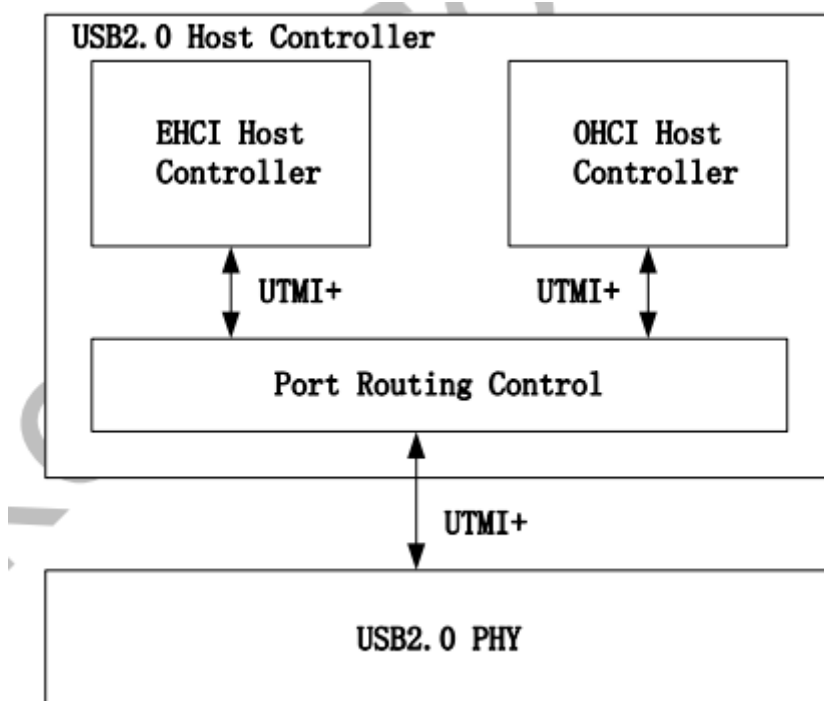 USB2.0 Host Controller
EHCI Host
Controller
OHCI Host
Controller
UTMI+
UTMI+
Port Routing Control
UTMI+
USB2.0 PHY